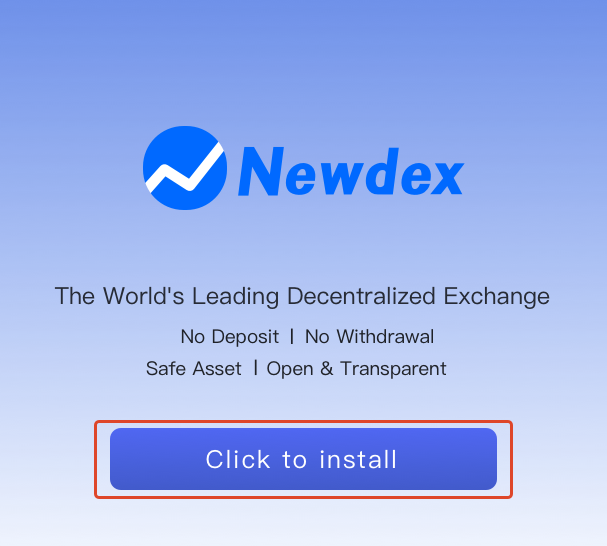 Newdex
The World's Leading Decentralized Exchange
No Deposit | No Withdrawal
Safe Asset | Open & Transparent
Click to install